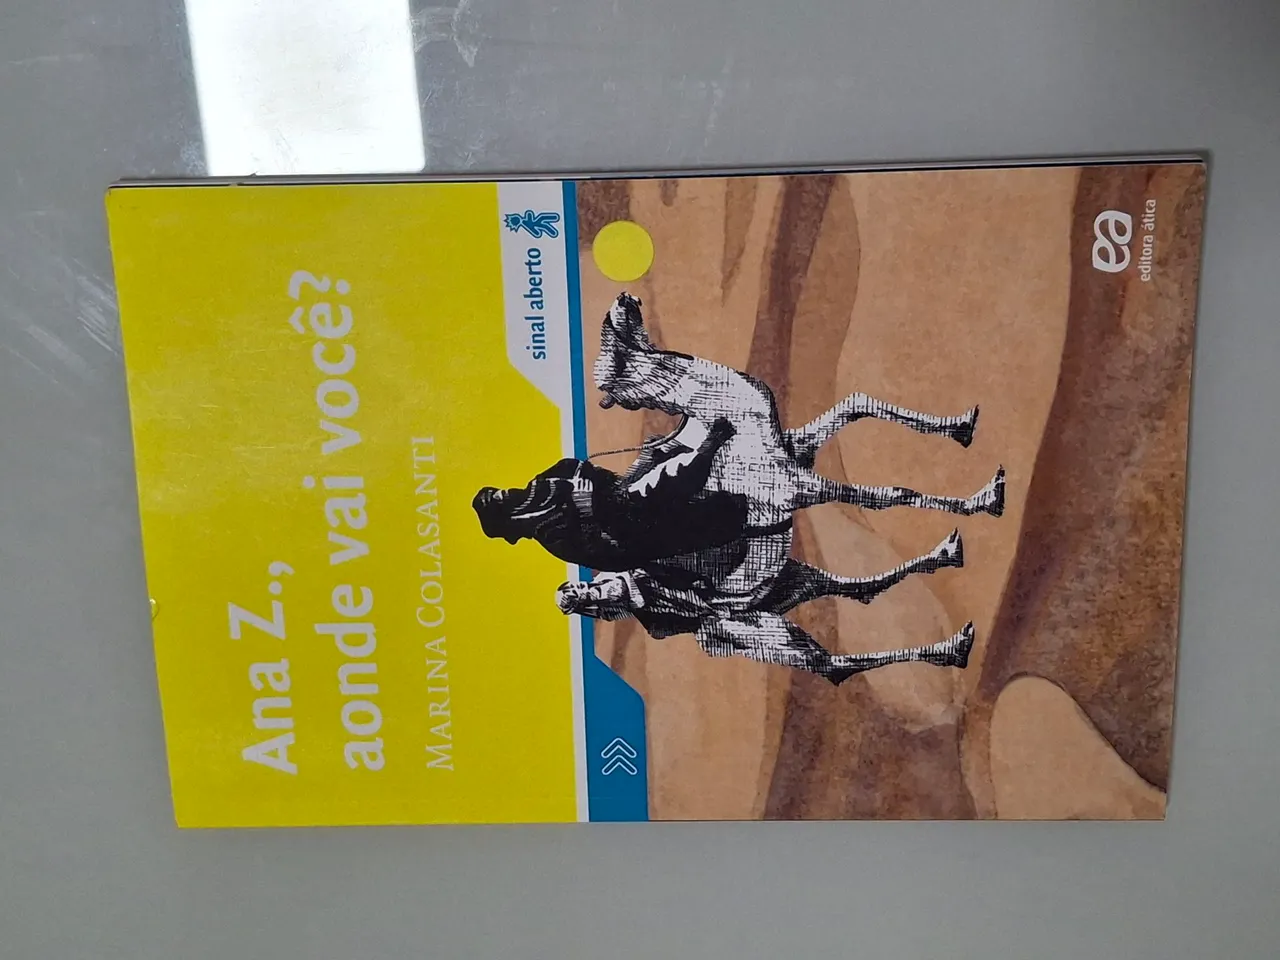 Ana Z.,
aonde vai você?
MARINA COLASANTI
sinal aberto
ea
editora ática